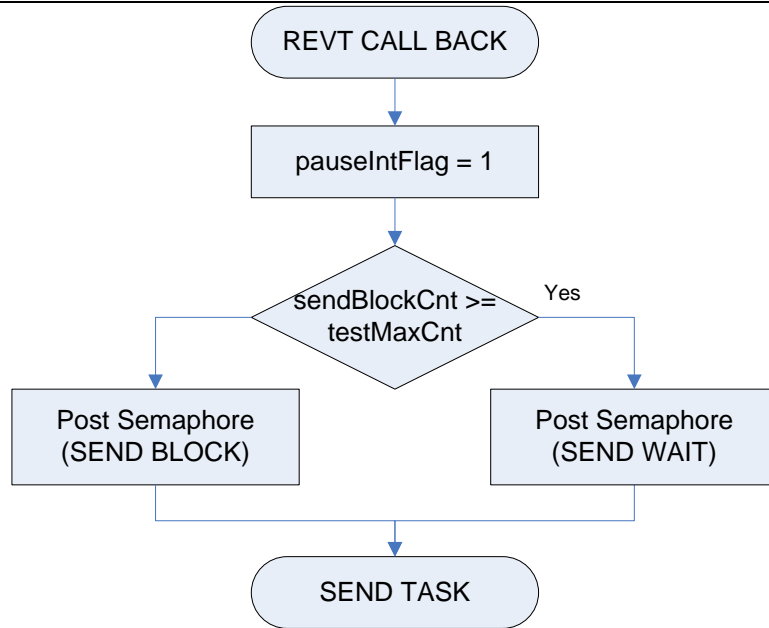 REVT CALL BACK
pauseIntFlag = 1
sendBlockCnt >=
testMaxCnt
Yes
Post Semaphore
(SEND BLOCK)
Post Semaphore
(SEND WAIT)
SEND TASK